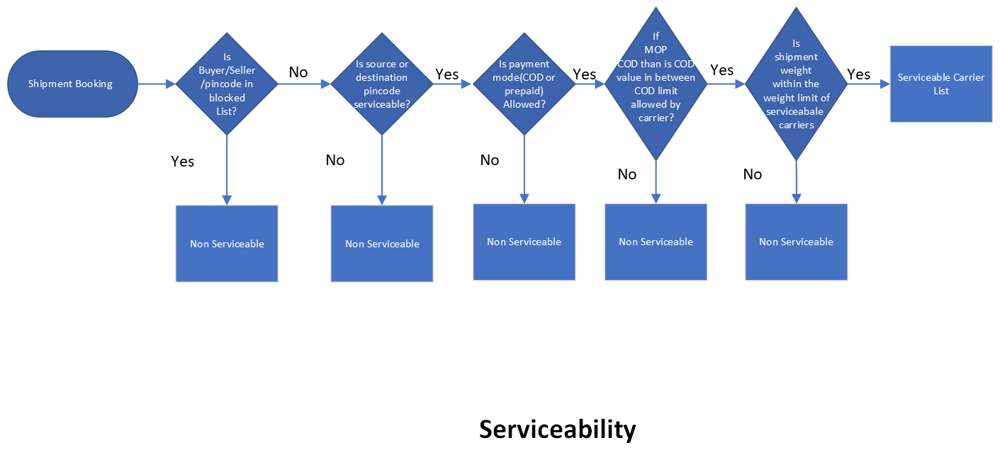 Shipment Booking
Is
Buyer/Seller
/pincode in
blocked
List?
No
Is source or
destination
pincode
serviceable?
Yes
Is payment
mode(COD or
prepaid)
Allowed?
Yes
If
MOP
COD than is COD
value in between
COD limit
allowed by
carrier?
Yes
Is
shipment
weight
within the
weight limit of
serviceabale
carriers
Yes
Serviceable Carrier
List
Yes
No
No
No
No
Non Serviceable
Non Serviceable
Non Serviceable
Non Serviceable
Non Serviceable
Serviceability